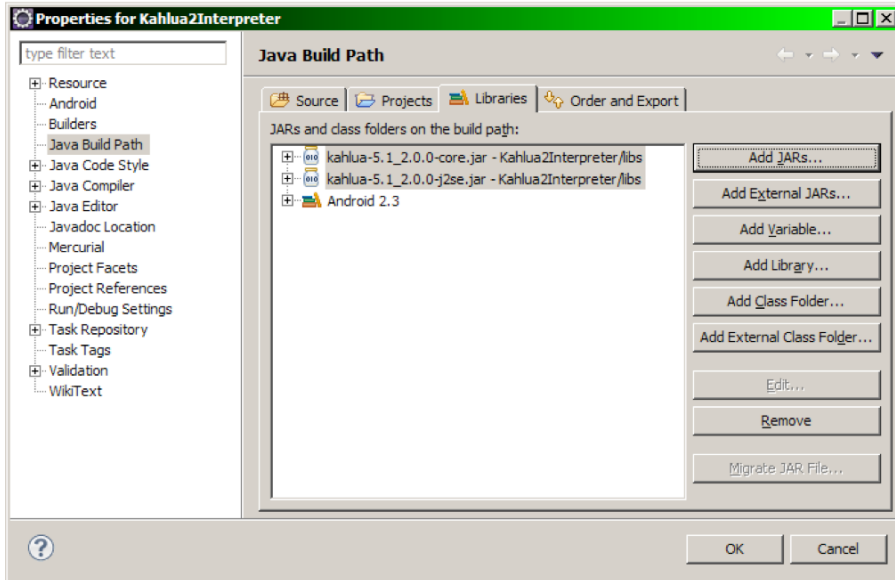 Properties for Kahlua2Interpreter
type filter text
Resource
Android
Builders
Java Build Path
Java Code Style
Java Compiler
Java Editor
Javadoc Location
Mercurial
Project Facets
Project References
Run/Debug Settings
Task Repository
Task Tags
Validation
WikiText
Java Build Path
Source Projects Libraries Order and Export
JARs and class folders on the build path:
kahlua-5.1_2.0.0-core.jar - Kahlua2Interpreter/libs
kahlua-5.1_2.0.0-j2se.jar - Kahlua2Interpreter/libs
Android 2.3
Add JARs...
Add External JARs...
Add Variable...
Add Library...
Add Class Folder...
Add External Class Folder...
Edit...
Remove
Migrate JAR File...
OK Cancel